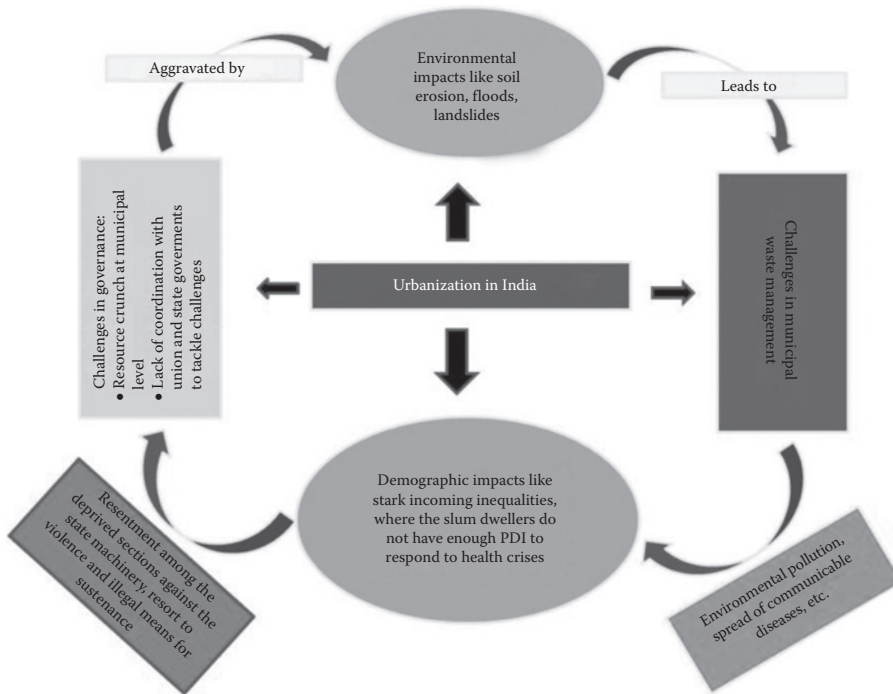 Aggravated by
Environmental
impacts like soil
erosion, floods,
landslides
Leads to
Challenges in governance:
• Resource crunch at municipal
level
• Lack of coordination with
union and state goverments
to tackle challenges
Urbanization in India
Challenges in municipal
waste management
Resentment among the
deprived sections against the
state machinery, resort to
violence and illegal means for
sustenance
Demographic impacts like
stark incoming inequalities,
where the slum dwellers do
not have enough PDI to
respond to health crises
Environmental pollution,
spread of communicable
diseases, etc.